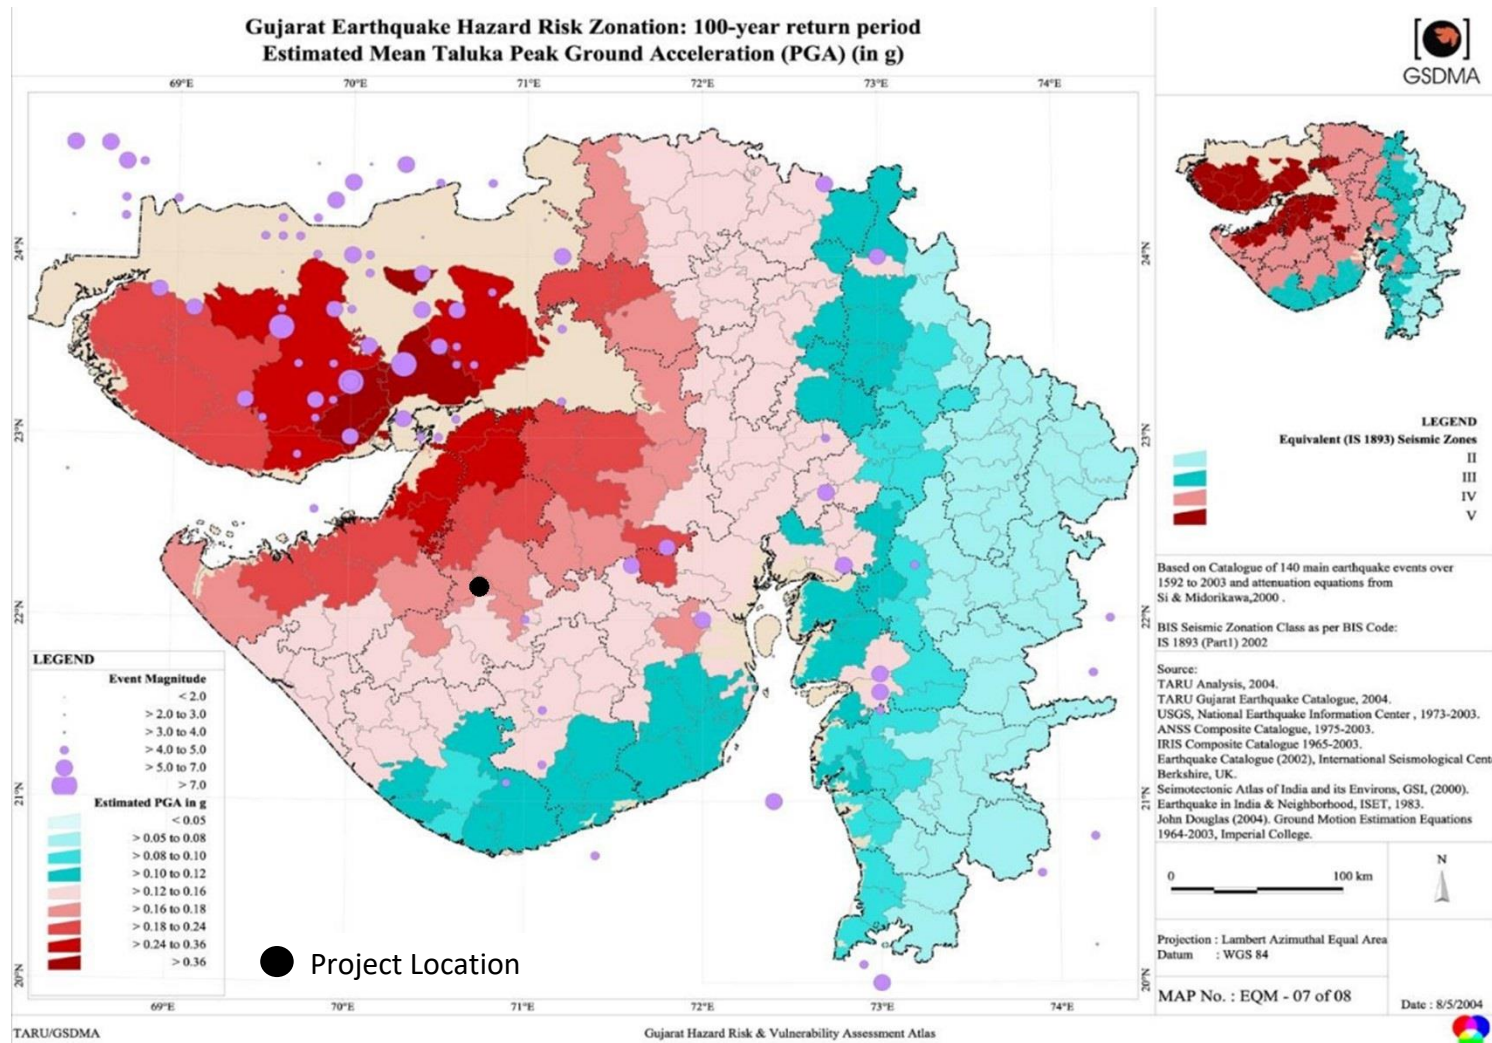 Gujarat Earthquake Hazard Risk Zonation: 100-year return period
Estimated Mean Taluka Peak Ground Acceleration (PGA) (in g)
[ ]
GSDMA
69°E 70°E 71°E 72°E 73°E 74°E
24°N
24°N
23°N
23°N
22°N
22°N
21°N
21°N
20°N
20°N
LEGEND
Event Magnitude
< 2.0
> 2.0 to 3.0
> 3.0 to 4.0
> 4.0 to 5.0
> 5.0 to 7.0
> 7.0
Estimated PGA in g
< 0.05
> 0.05 to 0.08
> 0.08 to 0.10
> 0.10 to 0.12
> 0.12 to 0.16
> 0.16 to 0.18
> 0.18 to 0.24
> 0.24 to 0.36
> 0.36
Project Location
69°E 70°E 71°E 72°E 73°E 74°E
LEGEND
Equivalent (IS 1893) Seismic Zones
II
III
IV
V
Based on Catalogue of 140 main earthquake events over
1592 to 2003 and attenuation equations from
Si & Midorikawa,2000 .
BIS Seismic Zonation Class as per BIS Code:
IS 1893 (Part1) 2002
Source:
TARU Analysis, 2004.
TARU Gujarat Earthquake Catalogue, 2004.
USGS, National Earthquake Information Center , 1973-2003.
ANSS Composite Catalogue, 1975-2003.
IRIS Composite Catalogue 1965-2003.
Earthquake Catalogue (2002), International Seismological Cent
Berkshire, UK.
Seimotectonic Atlas of India and its Environs, GSI, (2000).
Earthquake in India & Neighborhood, ISET, 1983.
John Douglas (2004). Ground Motion Estimation Equations
1964-2003, Imperial College.
0 100 km
N
Projection : Lambert Azimuthal Equal Area
Datum : WGS 84
MAP No. : EQM - 07 of 08
Date : 8/5/2004
TARU/GSDMA
Gujarat Hazard Risk & Vulnerability Assessment Atlas